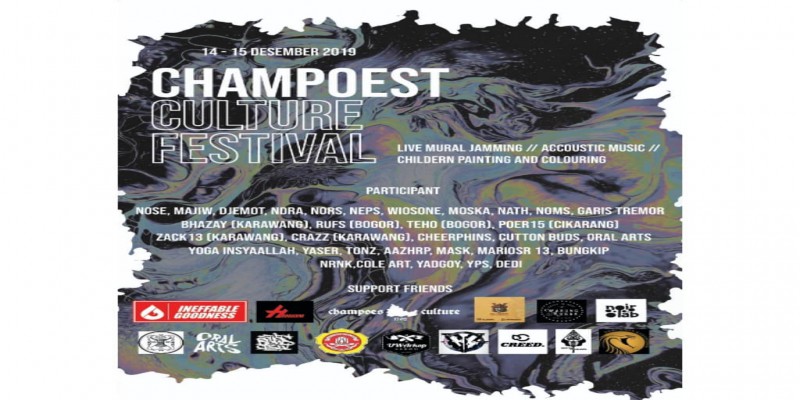 14 - 15 DESEMBER 2019
CHAMPOEST
CULTURE
FESTIVAL
LIVE MURAL JAMMING // ACCOUSTIC MUSIC //
CHILDERN PAINTING AND COLOURING
PARTICIPANT
NOSE, MAJIW, DJEMOT, NDRA, NORS, NEPS, WIOSONE, MOSKA, NATH, NOMS, GARIS TREMOR
BHAZAY (KARAWANG), RUFS (BOGOR), TEHO (BOGOR), POER15 (CIKARANG)
ZACK13 (KARAWANG), CRAZZ (KARAWANG), CHEERPHINS, CUTTON BUDS, ORAL ARTS
YOGA INSYAALLAH, YASER, TONZ, AAZHRP, MASK, MARIOSR 13, BUNGKIP
NRNK,COLE ART, YADGOY, YPS, DEDI
SUPPORT FRIENDS
INEFFABLE
GOODNESS
champoes culture
ORAL
ARTS
CREED.